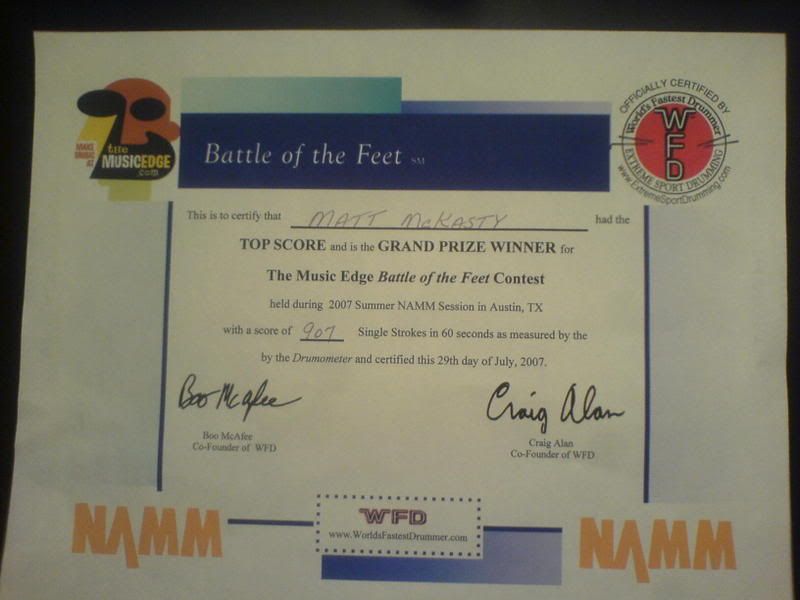 MAKE MUSIC AT
the MUSICEDGE .com
Battle of the Feet SM
OFFICIALLY CERTIFIED BY
World's Fastest Drummer
WFD
EXTREME SPORT DRUMMING
www.ExtremeSportDrumming.com
This is to certify that MATT McKASTY had the
TOP SCORE and is the GRAND PRIZE WINNER for
The Music Edge Battle of the Feet Contest
held during 2007 Summer NAMM Session in Austin, TX
with a score of 907 Single Strokes in 60 seconds as measured by the
by the Drumometer and certified this 29th day of July, 2007.
Boo McAfee
Craig Alan
Boo McAfee
Co-Founder of WFD
Craig Alan
Co-Founder of WFD
NAMM
WFD
www.WorldsFastestDrummer.com
NAMM